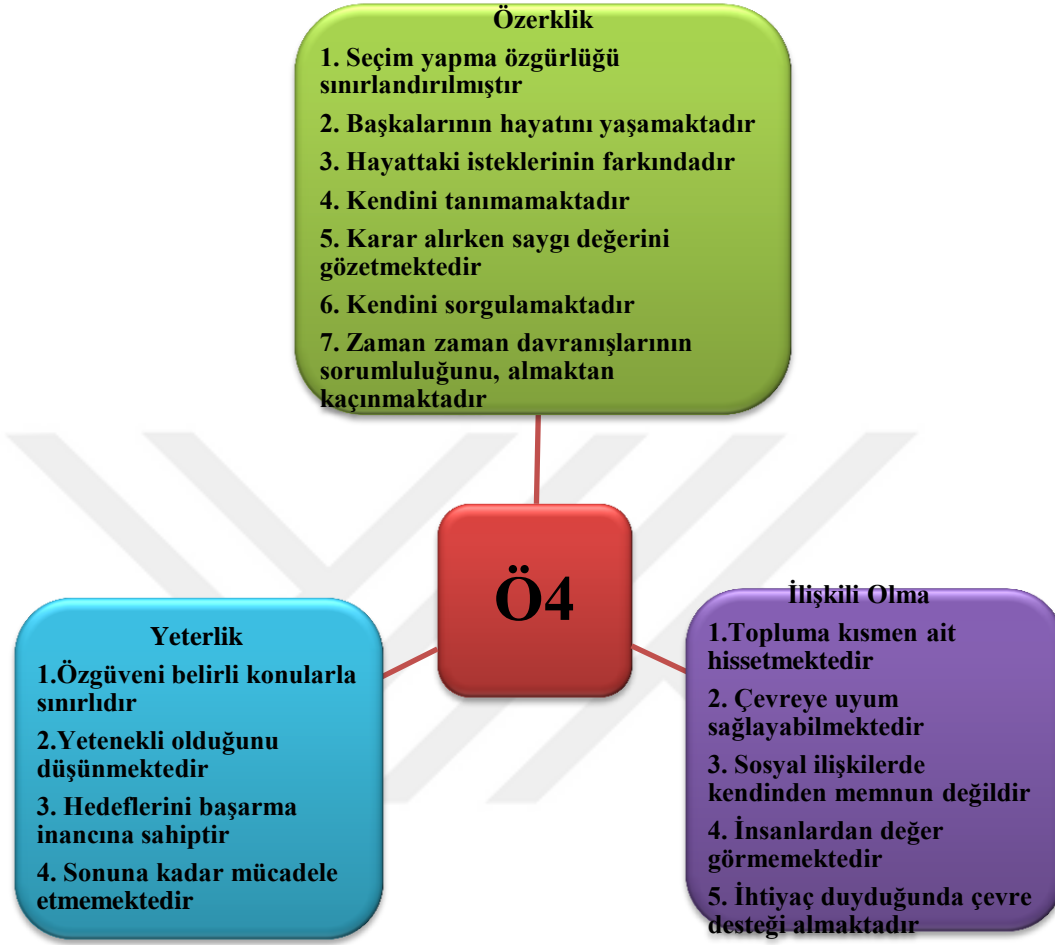 Özerklik
1. Seçim yapma özgürlüğü
sınırlandırılmıştır
2. Başkalarının hayatını yaşamaktadır
3. Hayattaki isteklerinin farkındadır
4. Kendini tanımamaktadır
5. Karar alırken saygı değerini
gözetmektedir
6. Kendini sorgulamaktadır
7. Zaman zaman davranışlarının
sorumluluğunu, almaktan
kaçınmaktadır
Ö4
Yeterlik
1.Özgüveni belirli konularla
sınırlıdır
2.Yetenekli olduğunu
düşünmektedir
3. Hedeflerini başarma
inancına sahiptir
4. Sonuna kadar mücadele
etmemektedir
İlişkili Olma
1.Topluma kısmen ait
hissetmektedir
2. Çevreye uyum
sağlayabilmektedir
3. Sosyal ilişkilerde
kendinden memnun değildir
4. İnsanlardan değer
görmemektedir
5. İhtiyaç duyduğunda çevre
desteği almaktadır